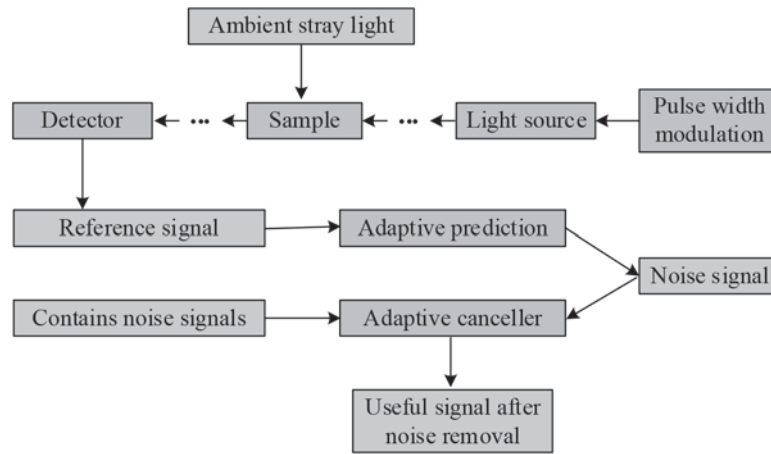 Ambient stray light
Detector
...
Sample
...
Light source
Pulse width
modulation
Reference signal
Adaptive prediction
Noise signal
Contains noise signals
Adaptive canceller
Useful signal after
noise removal